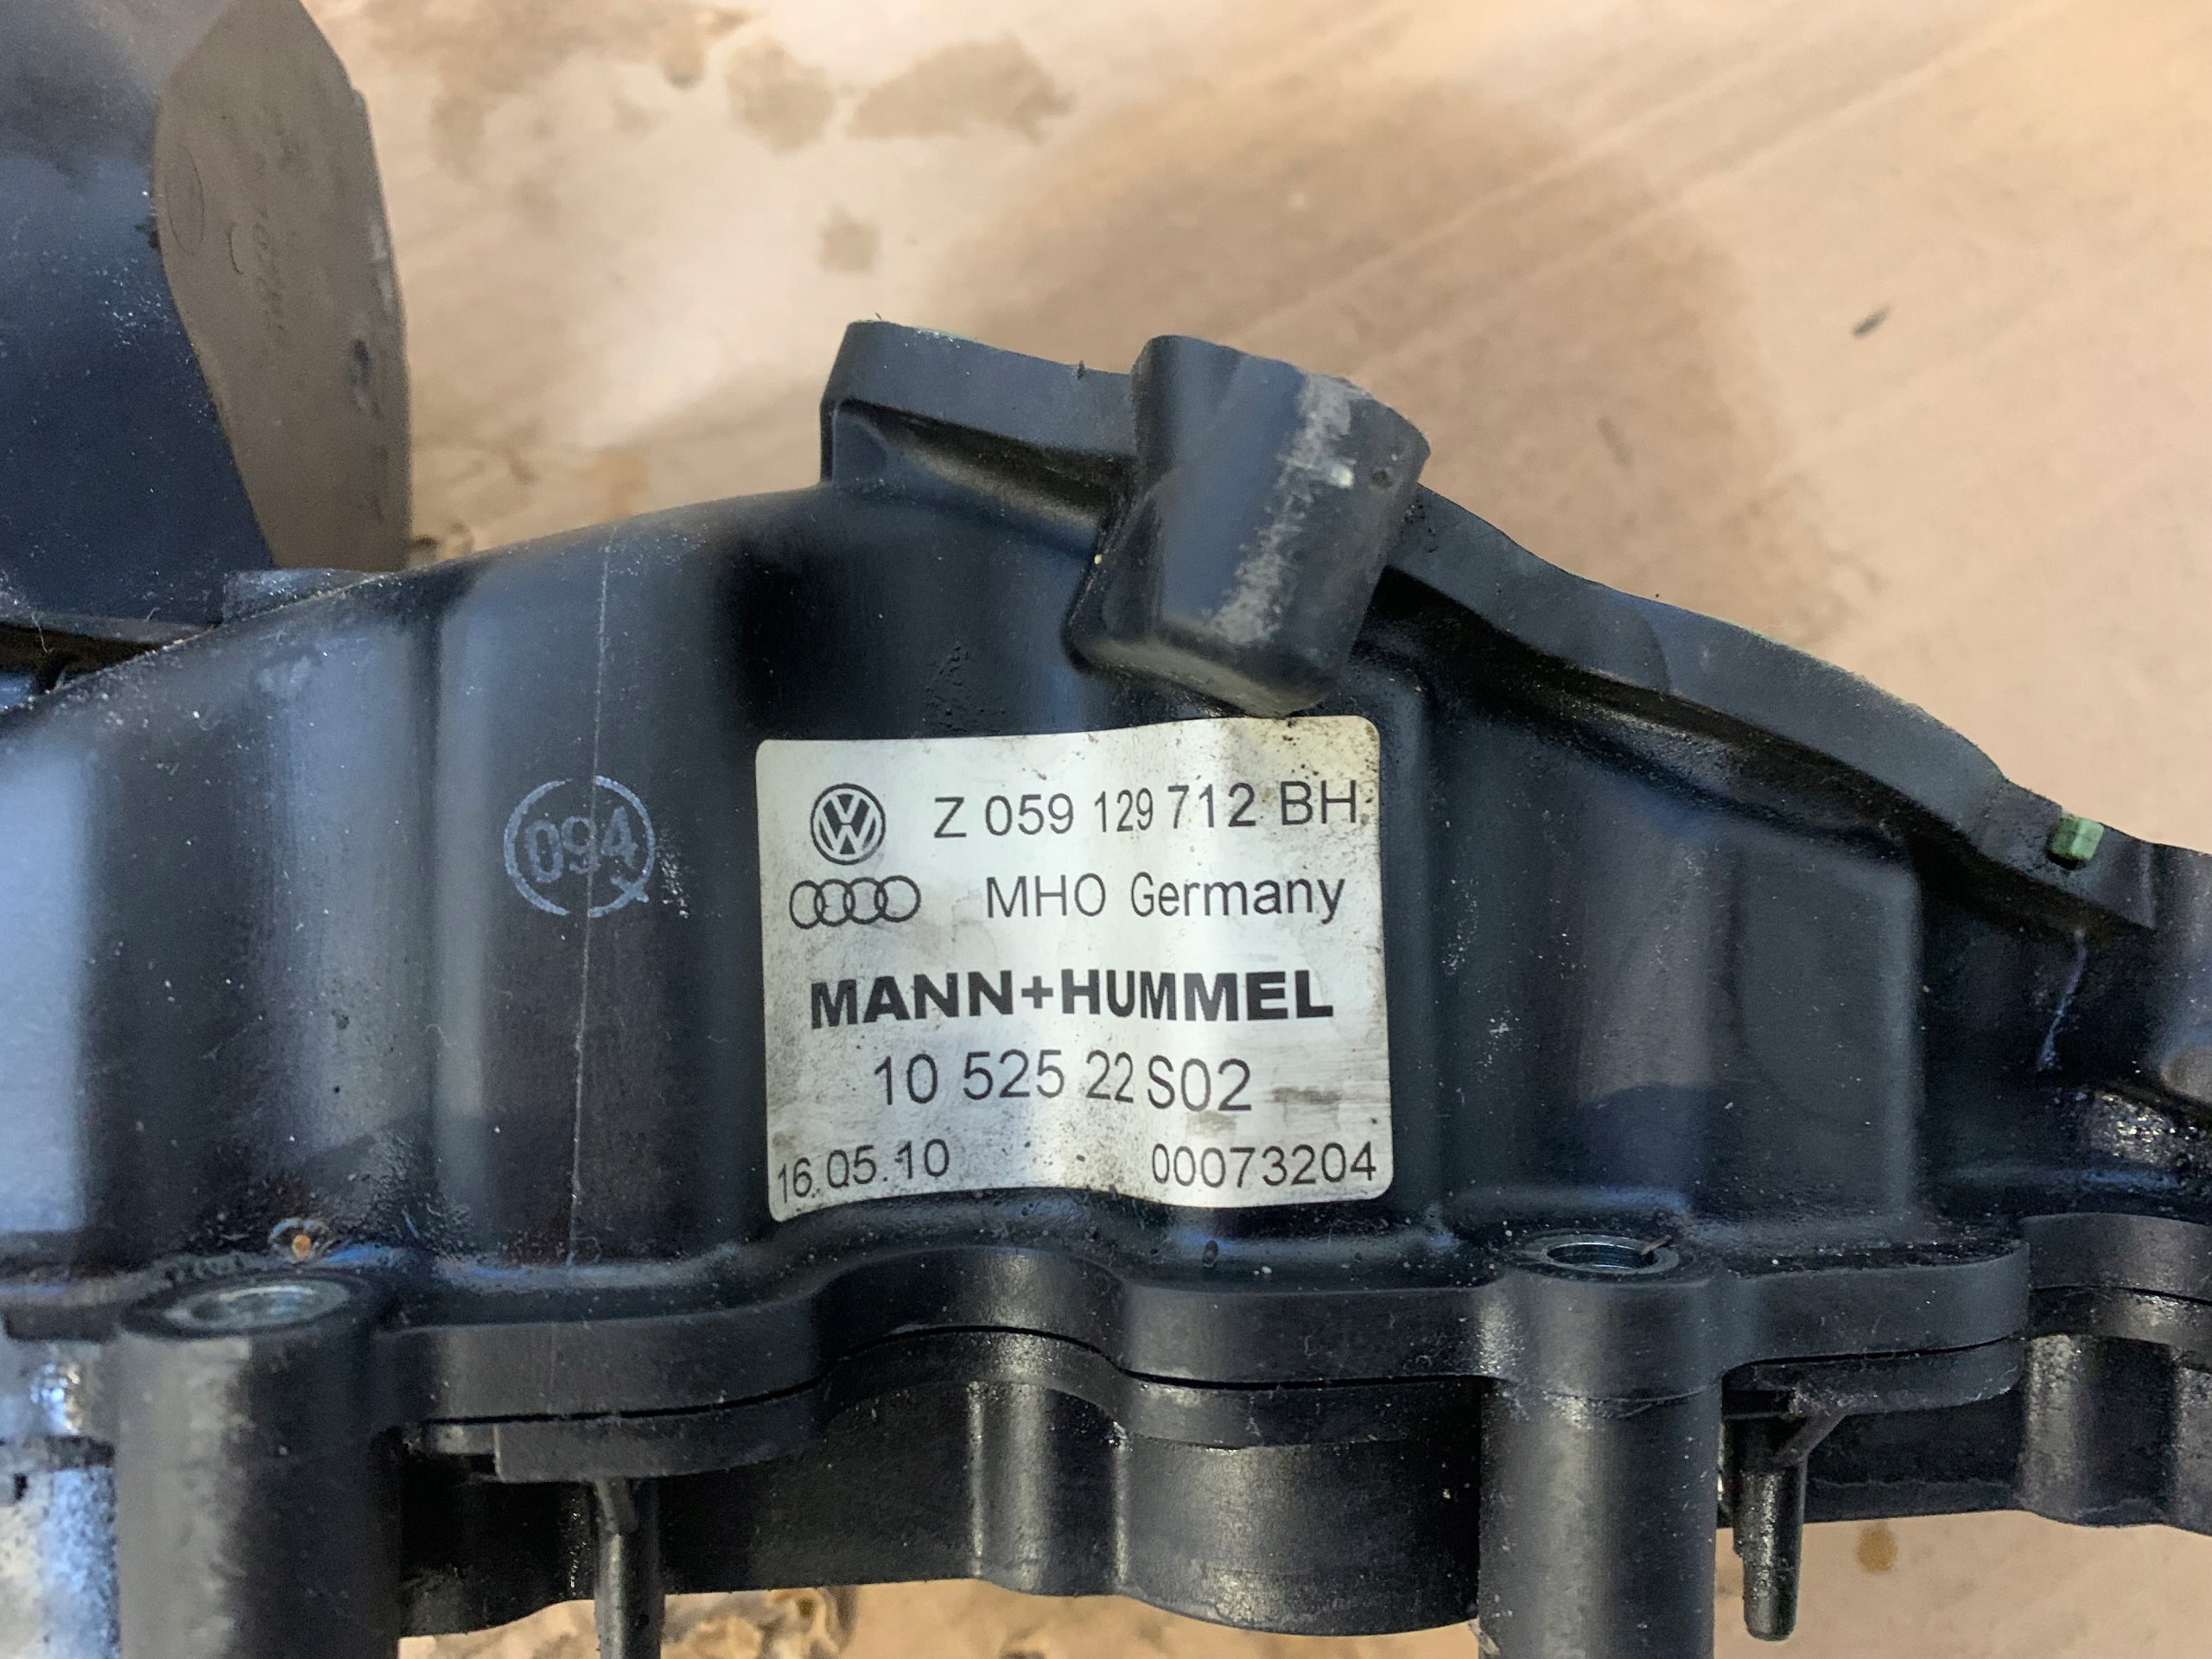 Z 059 129 712 BH
MHO Germany
MANN+HUMMEL
10 525 22 S02
16.05.10 00073204
094